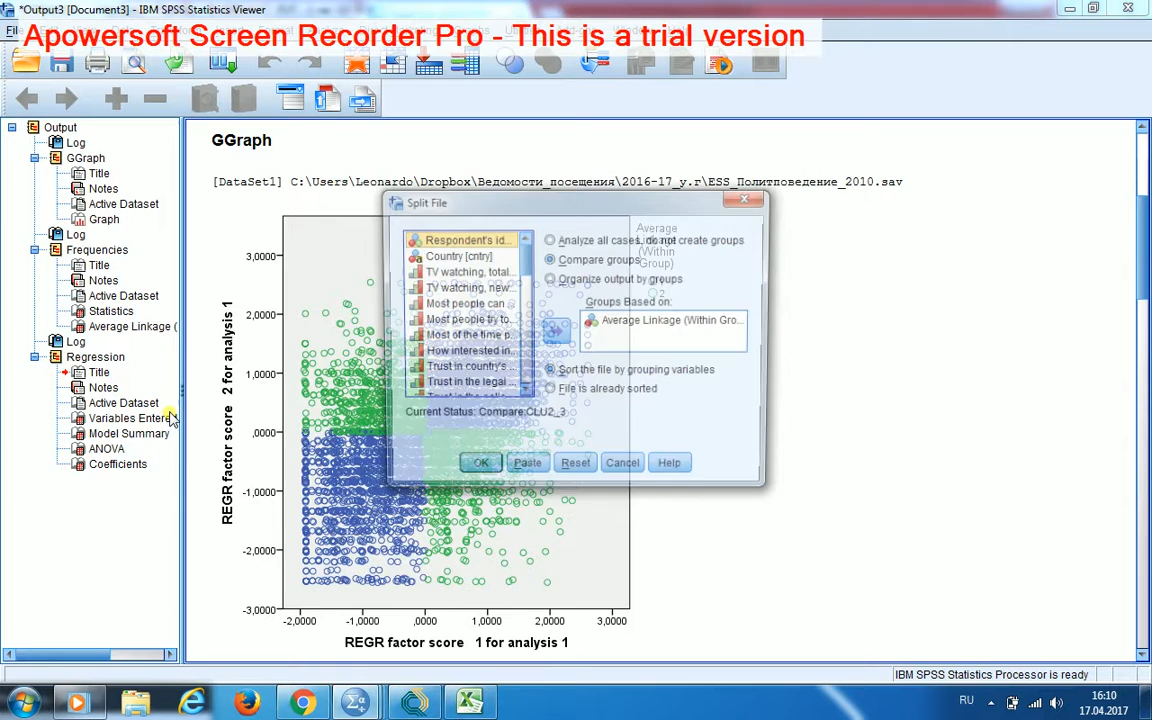 *Output3 [Document3] - IBM SPSS Statistics Viewer
Apowersoft Screen Recorder Pro - This is a trial version
Output
Log
GGraph
Title
Notes
Active Dataset
Graph
Log
Frequencies
Title
Notes
Active Dataset
Statistics
Average Linkage (
Log
Regression
Title
Notes
Active Dataset
Variables Entere
Model Summary
ANOVA
Coefficients
GGraph
[DataSet1] C:\Users\Leonardo\Dropbox\Ведомости_посещения\2016-17_у.г\ESS_Политповедение_2010.sav
Split File
Respondent's id...
Country [cntry]
TV watching, total...
TV watching, new...
Most people can ...
Most people try to...
Most of the time p...
How interested in...
Trust in country's ...
Trust in the legal ...
Analyze all cases, do not create groups
Compare groups
Organize output by groups
Groups Based on:
Average Linkage (Within Gro...
Sort the file by grouping variables
File is already sorted
Current Status: Compare:CLU2_3
OK
Paste
Reset
Cancel
Help
Average
Linkage
(Within
Group)
2
REGR factor score 2 for analysis 1
3,0000
2,0000
1,0000
,0000
-1,0000
-2,0000
-3,0000
-2,0000
-1,0000
,0000
1,0000
2,0000
3,0000
REGR factor score 1 for analysis 1
IBM SPSS Statistics Processor is ready
RU
16:10
17.04.2017